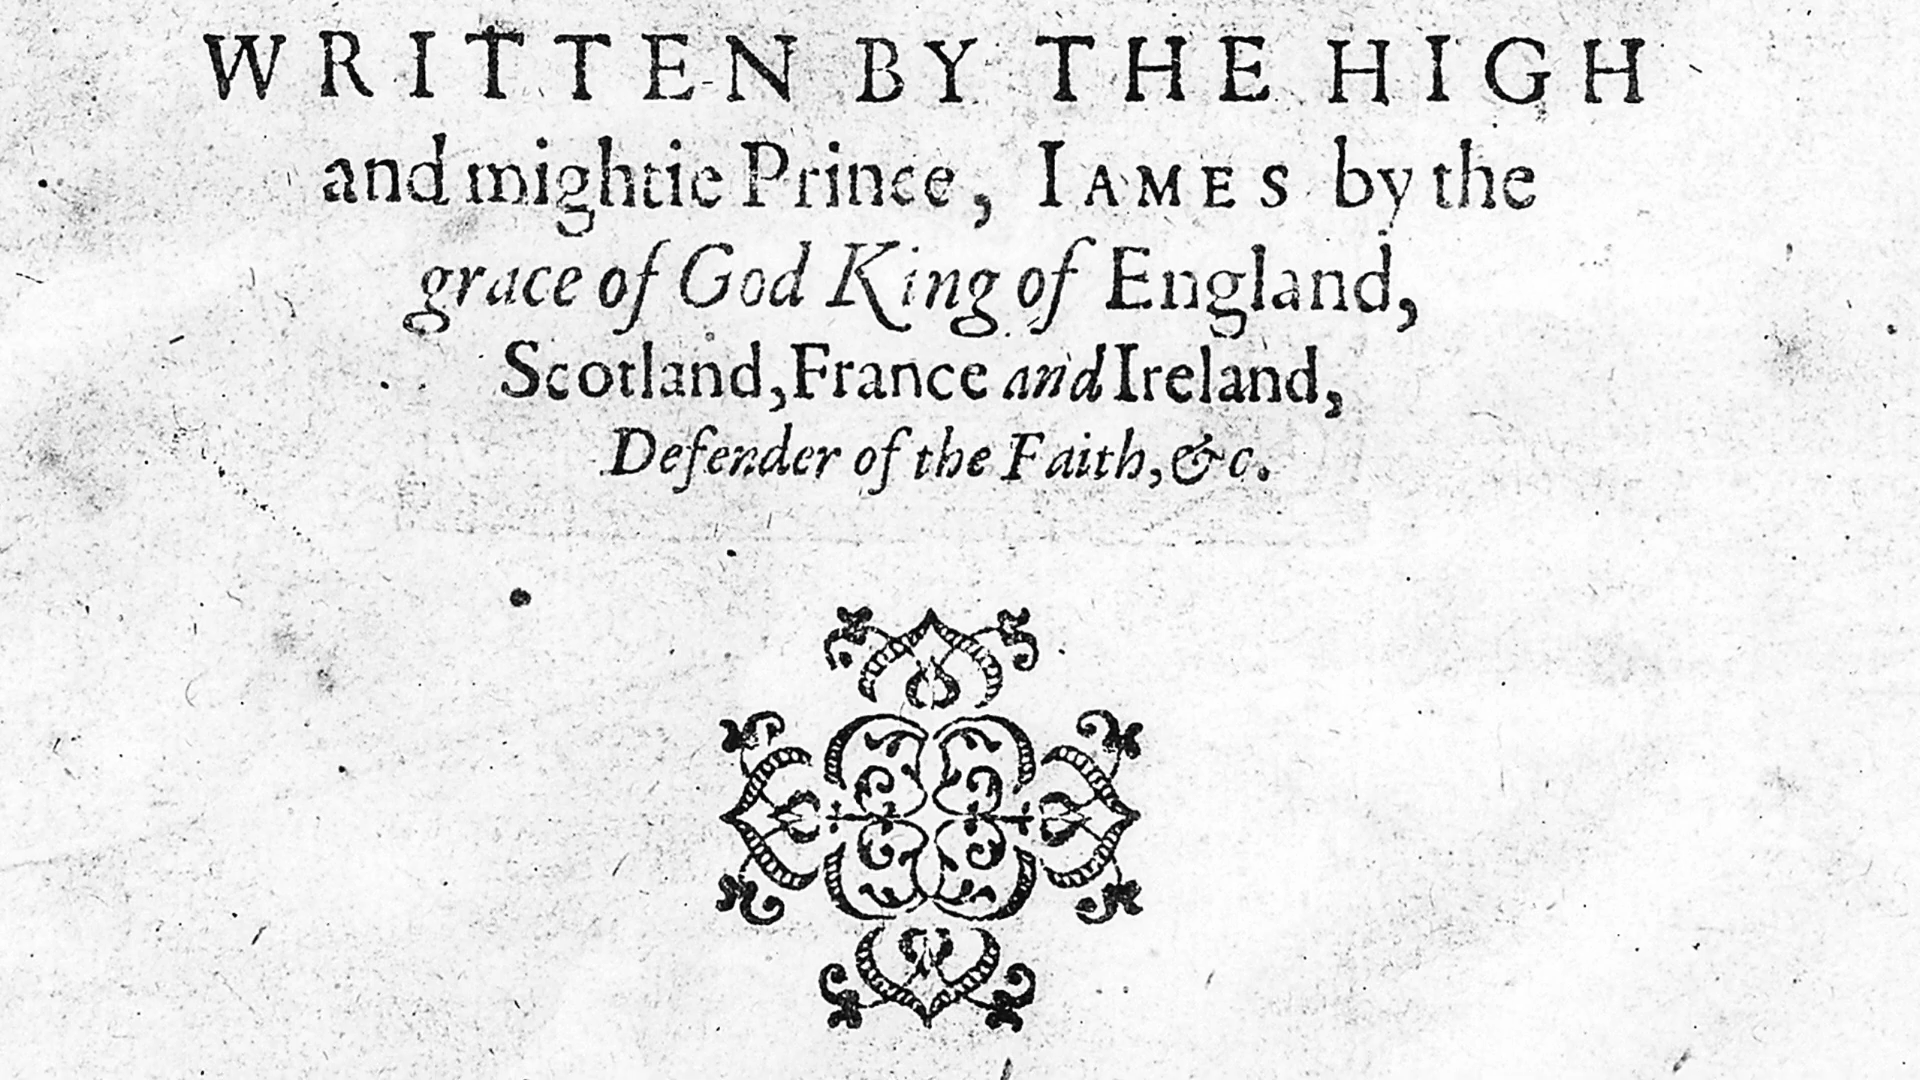 WRITTEN BY THE HIGH
and mightie Prince, IAMES by the
grace of God King of England,
Scotland, France and Ireland,
Defender of the Faith, &c.